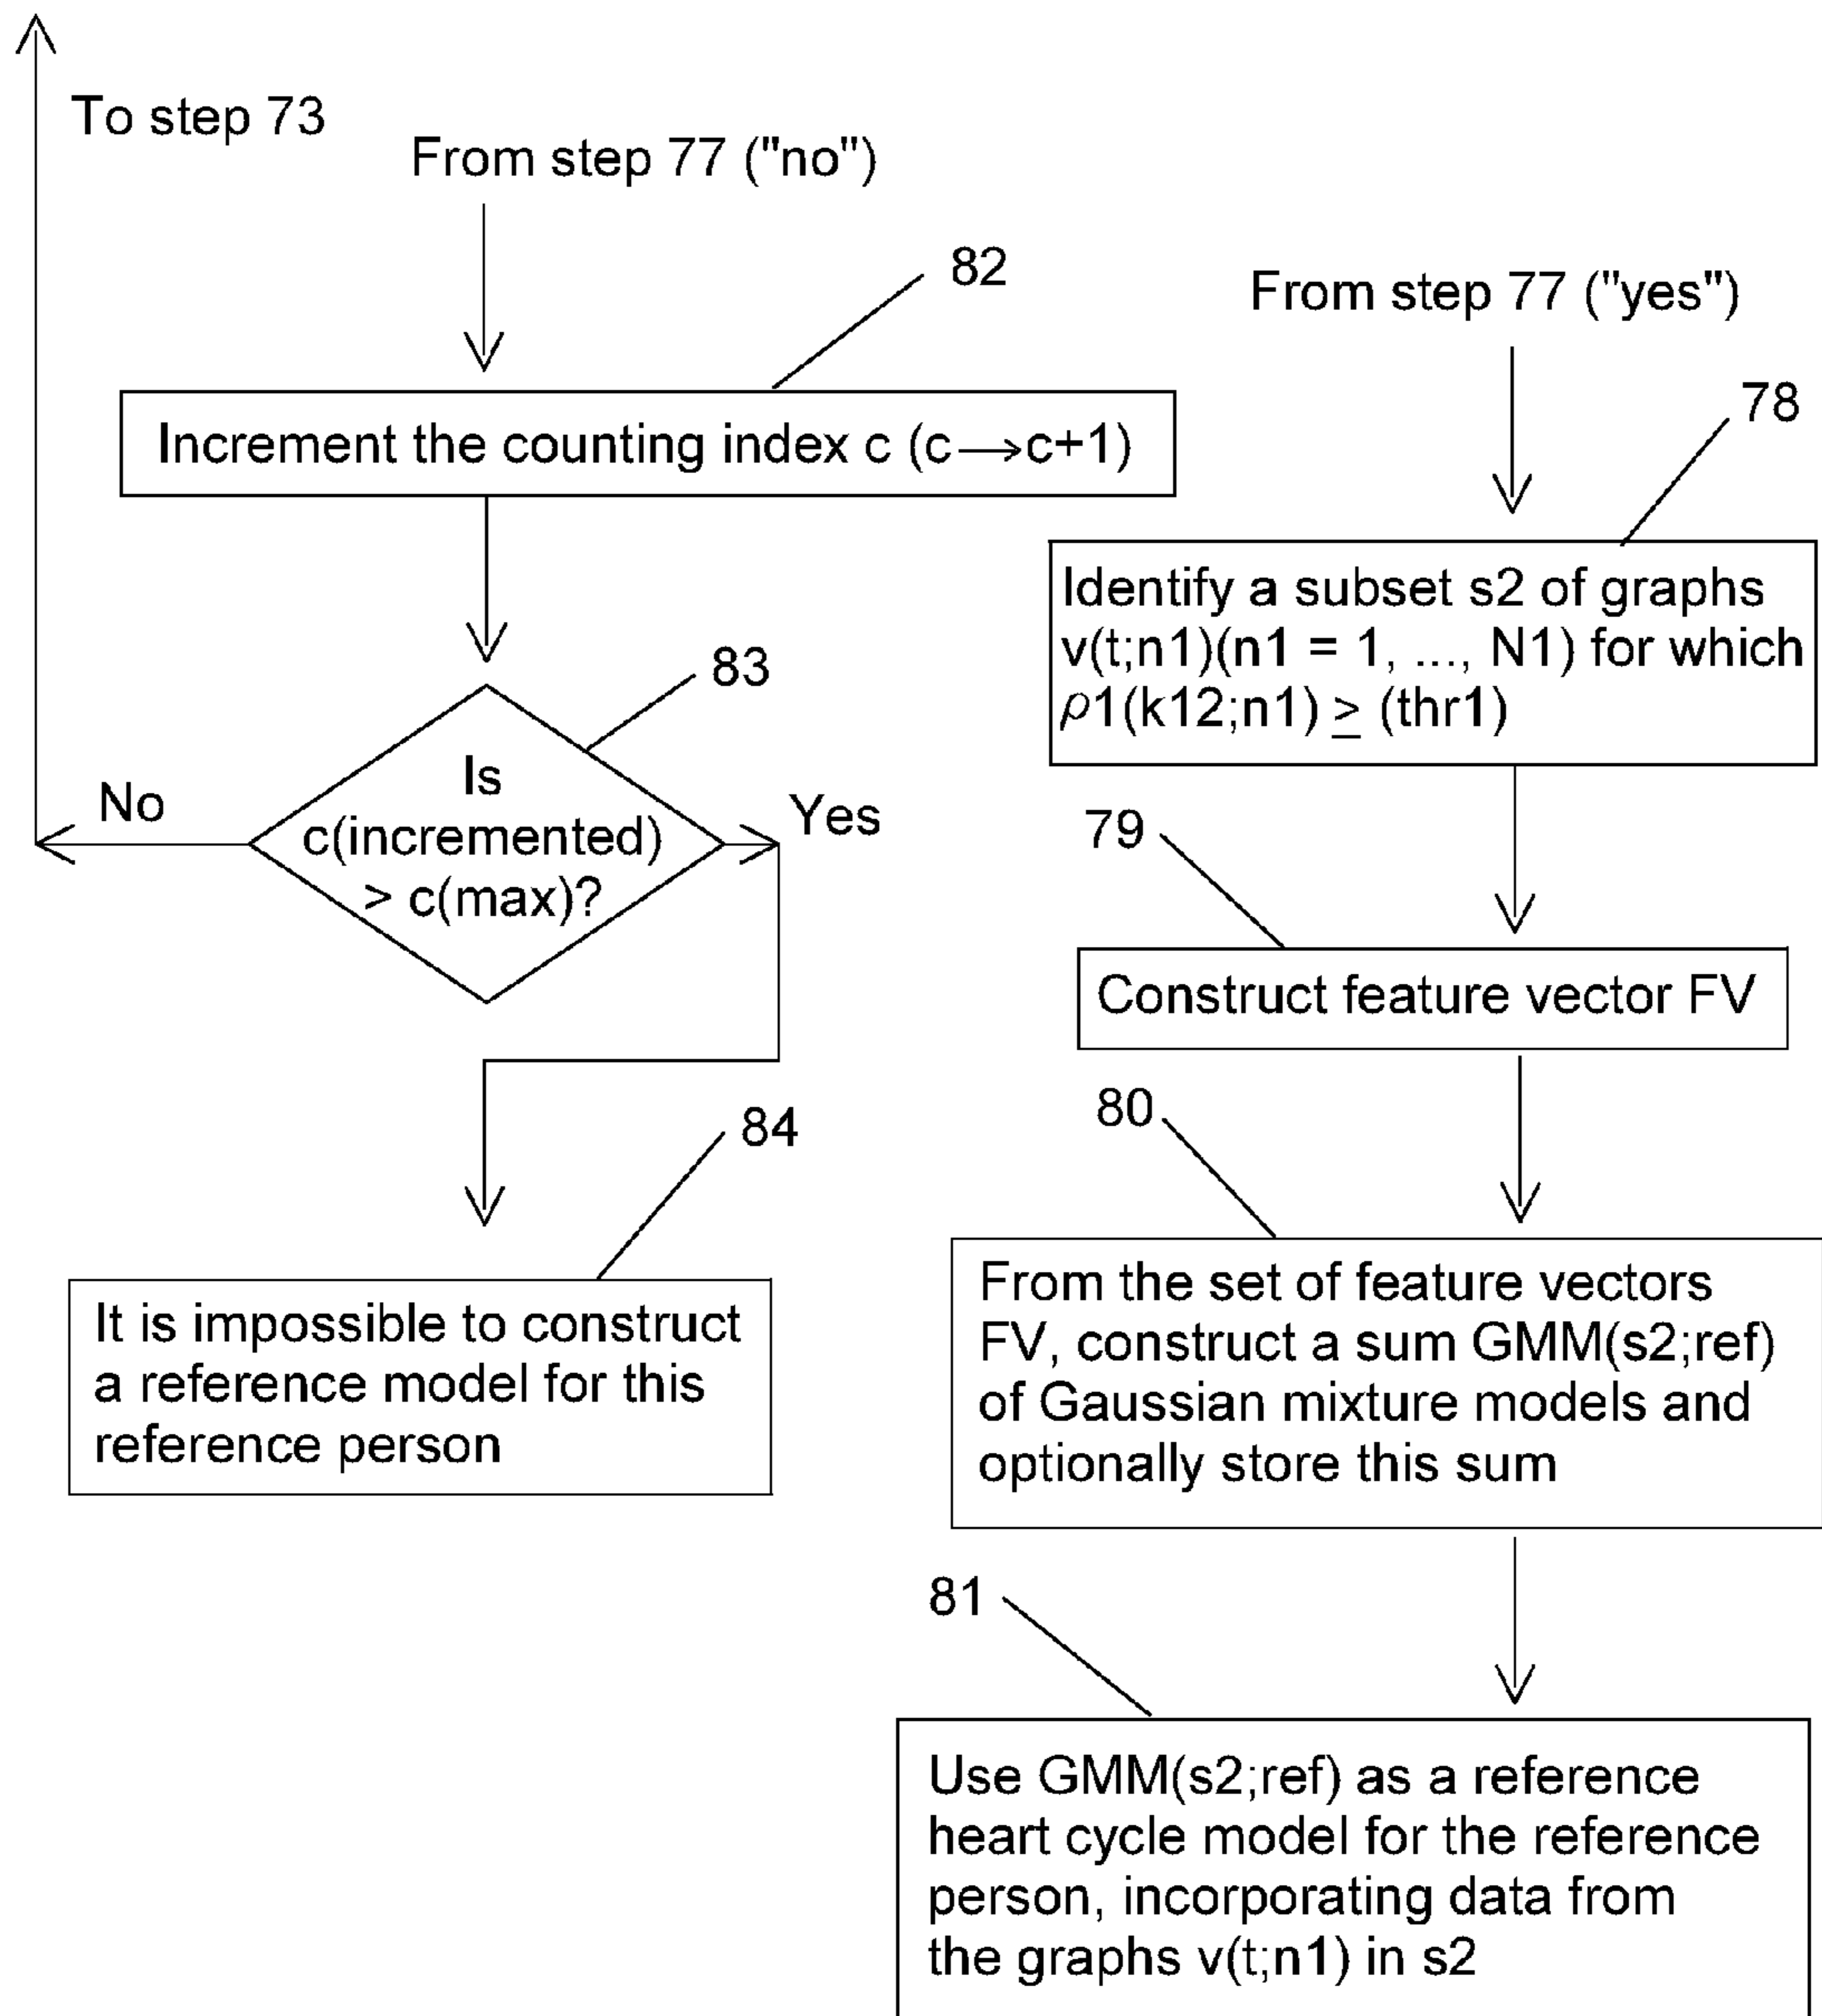 To step 73
From step 77 ("no")
82
Increment the counting index c (c⟶c+1)
83
Is
c(incremented)
> c(max)?
No
Yes
84
It is impossible to construct
a reference model for this
reference person
From step 77 ("yes")
78
Identify a subset s2 of graphs
v(t;n1)(n1 = 1, ..., N1) for which
ρ1(k12;n1) ≥ (thr1)
79
Construct feature vector FV
80
From the set of feature vectors
FV, construct a sum GMM(s2;ref)
of Gaussian mixture models and
optionally store this sum
81
Use GMM(s2;ref) as a reference
heart cycle model for the reference
person, incorporating data from
the graphs v(t;n1) in s2